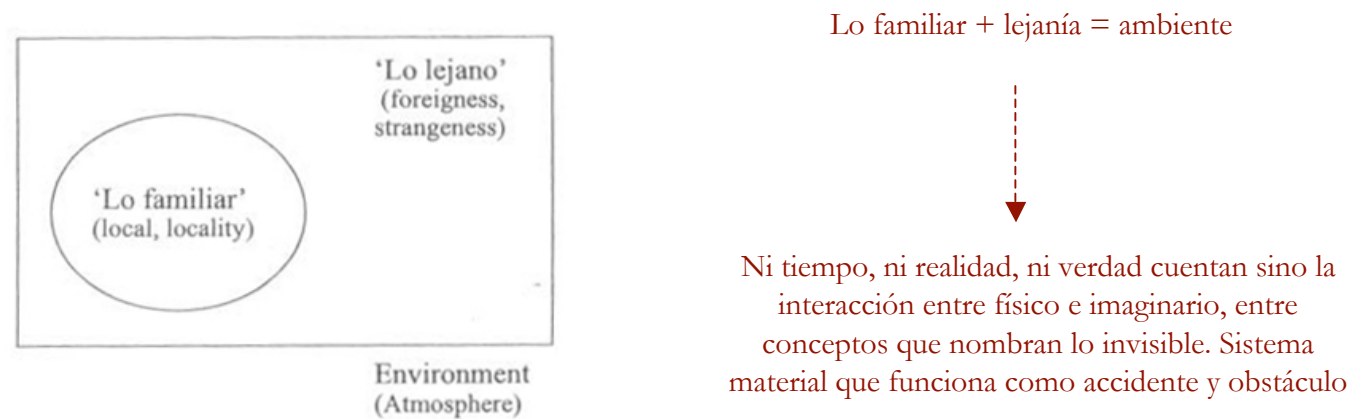 'Lo lejano'
(foreigness,
strangeness)
'Lo familiar'
(local, locality)
Environment
(Atmosphere)
Lo familiar + lejanía = ambiente
Ni tiempo, ni realidad, ni verdad cuentan sino la
interacción entre físico e imaginario, entre
conceptos que nombran lo invisible. Sistema
material que funciona como accidente y obstáculo